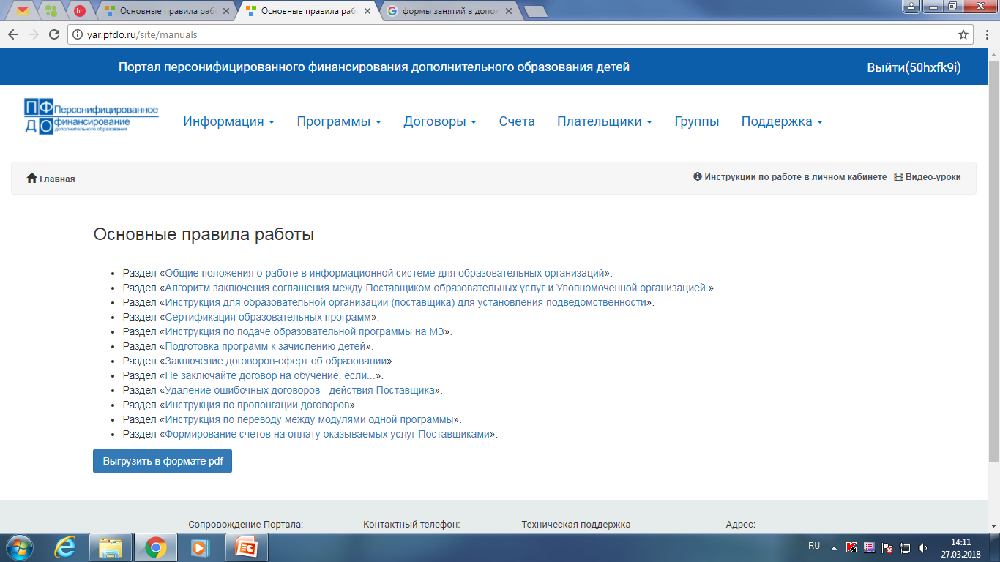 Основные правила раб
Основные правила раб
формы занятий в допол
yar.pfdo.ru/site/manuals
Портал персонифицированного финансирования дополнительного образования детей
Выйти(50hxfk9i)
ПФ ДО Персонифицированное
финансирование
дополнительного образования
Информация
Программы
Договоры
Счета
Плательщики
Группы
Поддержка
Главная
Инструкции по работе в личном кабинете
Видео-уроки
Основные правила работы
• Раздел «Общие положения о работе в информационной системе для образовательных организаций».
• Раздел «Алгоритм заключения соглашения между Поставщиком образовательных услуг и Уполномоченной организацией.».
• Раздел «Инструкция для образовательной организации (поставщика) для установления подведомственности».
• Раздел «Сертификация образовательных программ».
• Раздел «Инструкция по подаче образовательной программы на МЗ».
• Раздел «Подготовка программ к зачислению детей».
• Раздел «Заключение договоров-оферт об образовании».
• Раздел «Не заключайте договор на обучение, если...».
• Раздел «Удаление ошибочных договоров - действия Поставщика».
• Раздел «Инструкция по пролонгации договоров».
• Раздел «Инструкция по переводу между модулями одной программы».
• Раздел «Формирование счетов на оплату оказываемых услуг Поставщиками».
Выгрузить в формате pdf
Сопровождение Портала:
Контактный телефон:
Техническая поддержка
Адрес:
RU
14:11
27.03.2018